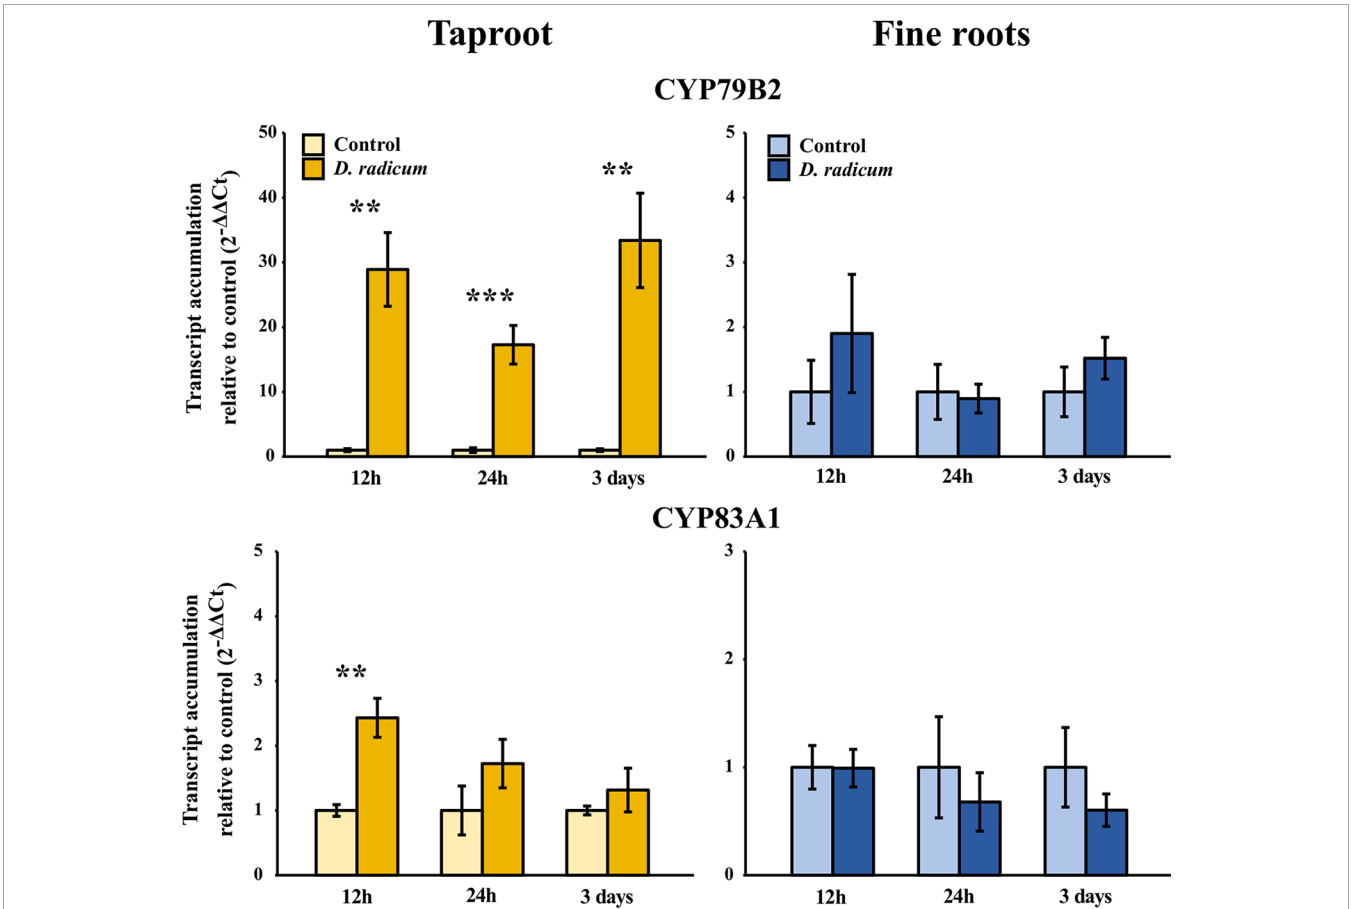 Taproot
Fine roots
CYP79B2
Transcript accumulation
relative to control (2-ΔΔCt)
50
40
30
20
10
0
Control
D. radicum
**
***
**
12h
24h
3 days
5
4
3
2
1
0
Control
D. radicum
12h
24h
3 days
CYP83A1
Transcript accumulation
relative to control (2-ΔΔCt)
5
4
3
2
1
0
**
12h
24h
3 days
3
2
1
0
12h
24h
3 days